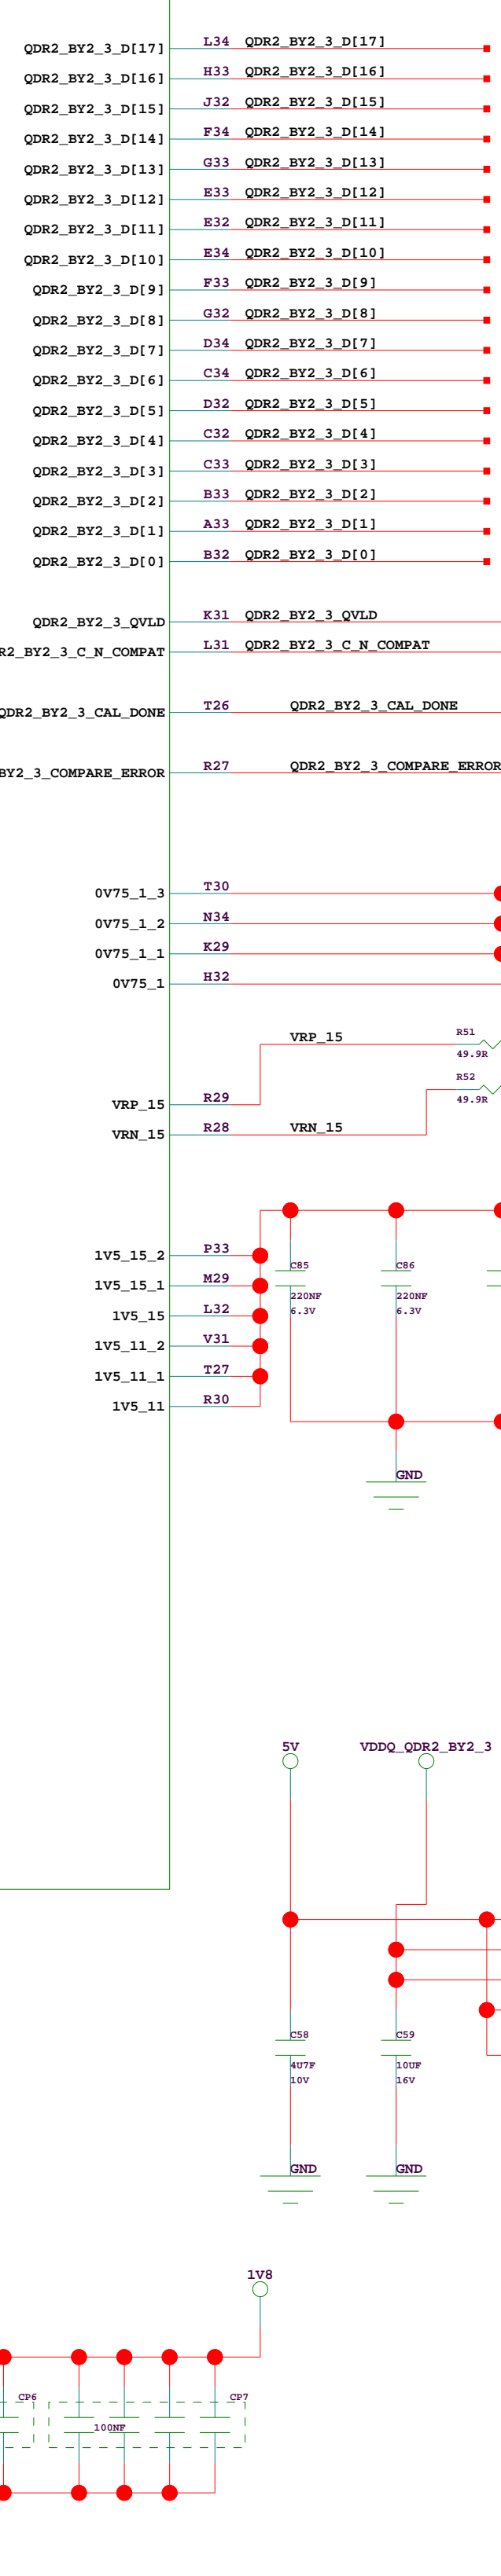 QDR2_BY2_3_D[17] L34 QDR2_BY2_3_D[17]
QDR2_BY2_3_D[16] H33 QDR2_BY2_3_D[16]
QDR2_BY2_3_D[15] J32 QDR2_BY2_3_D[15]
QDR2_BY2_3_D[14] F34 QDR2_BY2_3_D[14]
QDR2_BY2_3_D[13] G33 QDR2_BY2_3_D[13]
QDR2_BY2_3_D[12] E33 QDR2_BY2_3_D[12]
QDR2_BY2_3_D[11] E32 QDR2_BY2_3_D[11]
QDR2_BY2_3_D[10] E34 QDR2_BY2_3_D[10]
QDR2_BY2_3_D[9] F33 QDR2_BY2_3_D[9]
QDR2_BY2_3_D[8] G32 QDR2_BY2_3_D[8]
QDR2_BY2_3_D[7] D34 QDR2_BY2_3_D[7]
QDR2_BY2_3_D[6] C34 QDR2_BY2_3_D[6]
QDR2_BY2_3_D[5] D32 QDR2_BY2_3_D[5]
QDR2_BY2_3_D[4] C32 QDR2_BY2_3_D[4]
QDR2_BY2_3_D[3] C33 QDR2_BY2_3_D[3]
QDR2_BY2_3_D[2] B33 QDR2_BY2_3_D[2]
QDR2_BY2_3_D[1] A33 QDR2_BY2_3_D[1]
QDR2_BY2_3_D[0] B32 QDR2_BY2_3_D[0]
QDR2_BY2_3_QVLD K31 QDR2_BY2_3_QVLD
R2_BY2_3_C_N_COMPAT L31 QDR2_BY2_3_C_N_COMPAT
QDR2_BY2_3_CAL_DONE T26 QDR2_BY2_3_CAL_DONE
BY2_3_COMPARE_ERROR R27 QDR2_BY2_3_COMPARE_ERROR
0V75_1_3 T30
0V75_1_2 N34
0V75_1_1 K29
0V75_1 H32
VRP_15 R51
49.9R
VRP_15 R29
R52
49.9R
VRN_15 R28 VRN_15
1V5_15_2 P33
1V5_15_1 M29
1V5_15 L32
1V5_11_2 V31
1V5_11_1 T27
1V5_11 R30
C85
220NF
6.3V
C86
220NF
6.3V
GND
5V VDDQ_QDR2_BY2_3
C58
4U7F
10V
C59
10UF
16V
GND GND
1V8
CP6 CP7
100NF